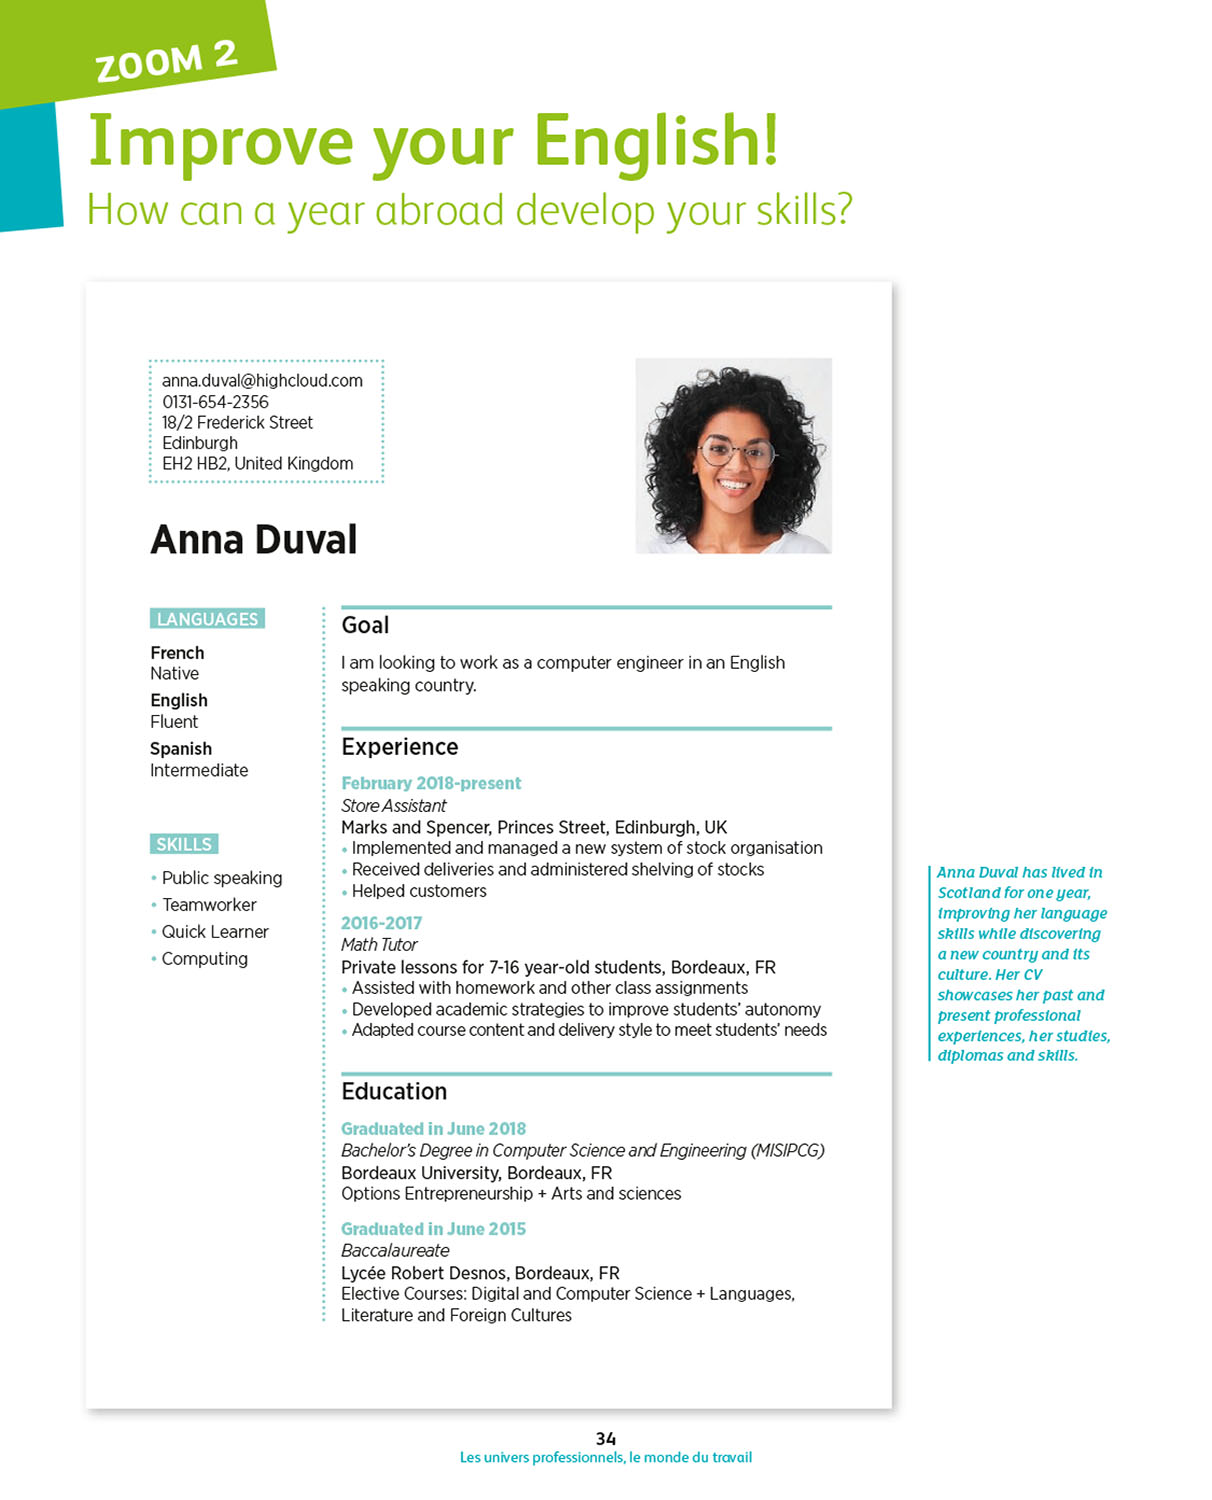 ZOOM 2
Improve your English!
How can a year abroad develop your skills?
anna.duval@highcloud.com
0131-654-2356
18/2 Frederick Street
Edinburgh
EH2 HB2, United Kingdom
Anna Duval
LANGUAGES
French
Native
English
Fluent
Spanish
Intermediate
SKILLS
• Public speaking
• Teamworker
• Quick Learner
• Computing
Goal
I am looking to work as a computer engineer in an English
speaking country.
Experience
February 2018-present
Store Assistant
Marks and Spencer, Princes Street, Edinburgh, UK
• Implemented and managed a new system of stock organisation
• Received deliveries and administered shelving of stocks
• Helped customers
2016-2017
Math Tutor
Private lessons for 7-16 year-old students, Bordeaux, FR
• Assisted with homework and other class assignments
• Developed academic strategies to improve students’ autonomy
• Adapted course content and delivery style to meet students’ needs
Education
Graduated in June 2018
Bachelor’s Degree in Computer Science and Engineering (MISIPCG)
Bordeaux University, Bordeaux, FR
Options Entrepreneurship + Arts and sciences
Graduated in June 2015
Baccalaureate
Lycée Robert Desnos, Bordeaux, FR
Elective Courses: Digital and Computer Science + Languages,
Literature and Foreign Cultures
Anna Duval has lived in
Scotland for one year,
improving her language
skills while discovering
a new country and its
culture. Her CV
showcases her past and
present professional
experiences, her studies,
diplomas and skills.
34
Les univers professionnels, le monde du travail